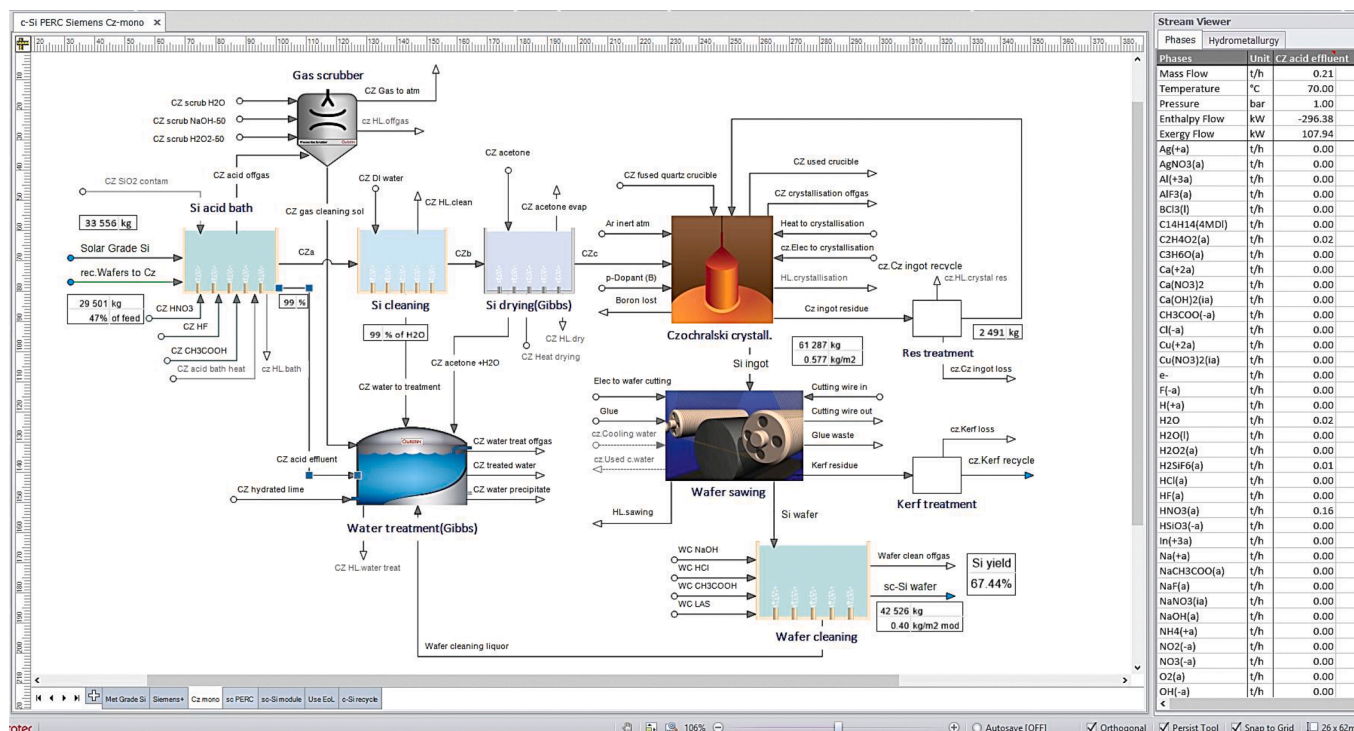 c-Si PERC Siemens Cz-mono
Gas scrubber
CZ Gas to atm
CZ scrub H2O
CZ scrub NaOH-50
CZ scrub H2O2-50
cz HL.offgas
CZ acid offgas
CZ SiO2 contam
Si acid bath
33 556 kg
Solar Grade Si
rec.Wafers to Cz
29 501 kg
47% of feed
CZ HNO3
CZ HF
CZ CH3COOH
CZ acid bath heat
cz HL.bath
99 %
CZa
CZ gas cleaning sol
CZ DI water
CZ HL.clean
Si cleaning
99 % of H2O
CZb
CZ acetone
CZ acetone evap
Si drying(Gibbs)
CZ HL.dry
CZ Heat drying
CZc
CZ acetone +H2O
CZ water to treatment
CZ acid effluent
CZ hydrated lime
CZ water treat offgas
CZ treated water
CZ water precipitate
Water treatment(Gibbs)
CZ HL.water treat
Wafer cleaning liquor
CZ fused quartz crucible
CZ used crucible
CZ crystallisation offgas
Ar inert atm
Heat to crystallisation
cz.Elec to crystallisation
p-Dopant (B)
HL.crystallisation
Boron lost
Cz ingot residue
Czochralski crystall.
cz.Cz ingot recycle
cz.HL.crystal res
2 491 kg
Res treatment
cz.Cz ingot loss
61 287 kg
0.577 kg/m2
Si ingot
Elec to wafer cutting
Glue
cz.Cooling water
cz.Used c.water
Cutting wire in
Cutting wire out
Glue waste
Kerf residue
Wafer sawing
HL.sawing
Si wafer
cz.Kerf loss
cz.Kerf recycle
Kerf treatment
WC NaOH
WC HCl
WC CH3COOH
WC LAS
Wafer clean offgas
sc-Si wafer
42 526 kg
0.40 kg/m2 mod
Wafer cleaning
Si yield
67.44%
Met Grade Si Siemens+ Cz mono sc PERC sc-Si module Use EoL c-Si recycle
Stream Viewer
Phases Hydrometallurgy
Phases Unit CZ acid effluent
Mass Flow t/h 0.21
Temperature °C 70.00
Pressure bar 1.00
Enthalpy Flow kW -296.38
Exergy Flow kW 107.94
Ag(+a) t/h 0.00
AgNO3(a) t/h 0.00
Al(+3a) t/h 0.00
AlF3(a) t/h 0.00
BCl3(l) t/h 0.00
C14H14(4MDI) t/h 0.00
C2H4O2(a) t/h 0.02
C3H6O(a) t/h 0.00
Ca(+2a) t/h 0.00
Ca(NO3)2 t/h 0.00
Ca(OH)2(ia) t/h 0.00
CH3COO(-a) t/h 0.00
Cl(-a) t/h 0.00
Cu(+2a) t/h 0.00
Cu(NO3)2(ia) t/h 0.00
e- t/h 0.00
F(-a) t/h 0.00
H(+a) t/h 0.00
H2O t/h 0.02
H2O(l) t/h 0.00
H2O2(a) t/h 0.00
H2SiF6(a) t/h 0.01
HCl(a) t/h 0.00
HF(a) t/h 0.00
HNO3(a) t/h 0.16
HSiO3(-a) t/h 0.00
In(+3a) t/h 0.00
Na(+a) t/h 0.00
NaCH3COO(a) t/h 0.00
NaF(a) t/h 0.00
NaNO3(ia) t/h 0.00
NaOH(a) t/h 0.00
NH4(+a) t/h 0.00
NO2(-a) t/h 0.00
NO3(-a) t/h 0.00
O2(a) t/h 0.00
OH(-a) t/h 0.00
106% Autosave [OFF] Orthogonal Persist Tool Snap to Grid 26 x 62m